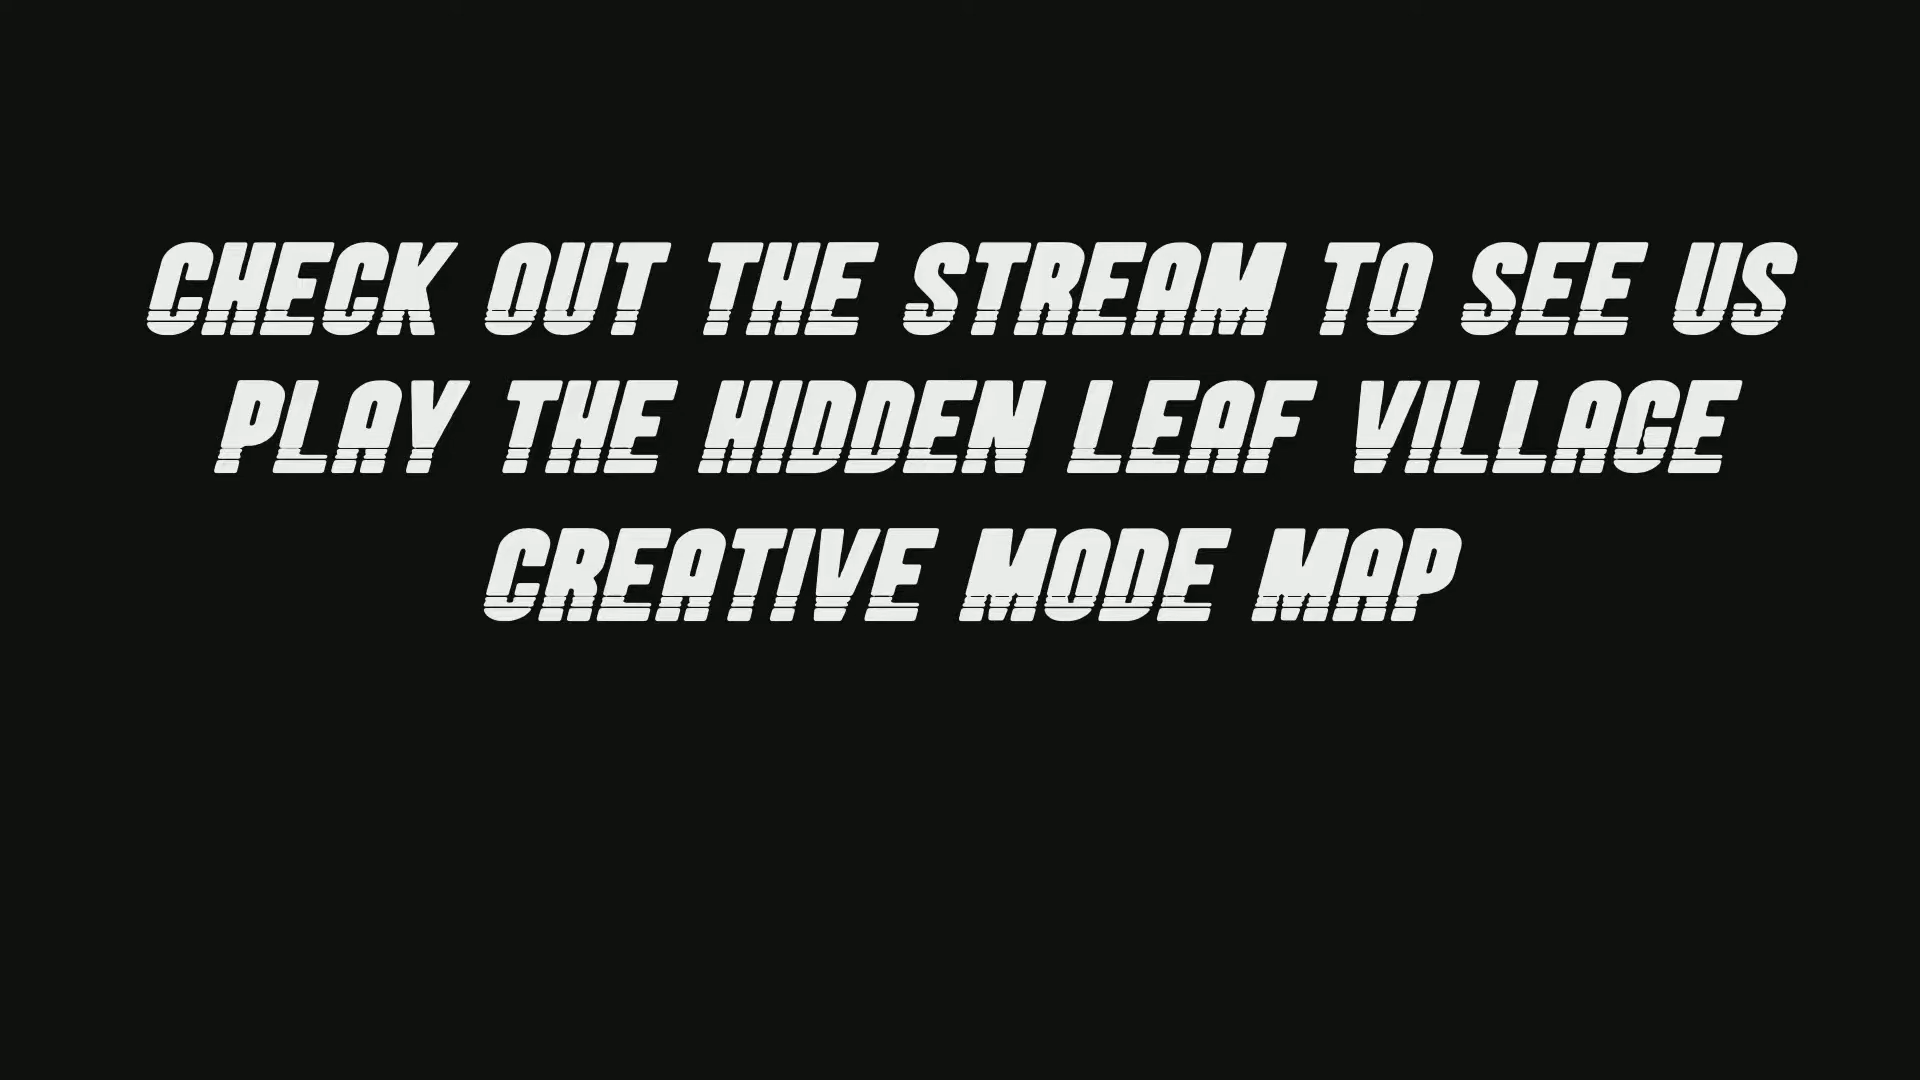 CHECK OUT THE STREAM TO SEE US
PLAY THE HIDDEN LEAF VILLAGE
CREATIVE MODE MAP